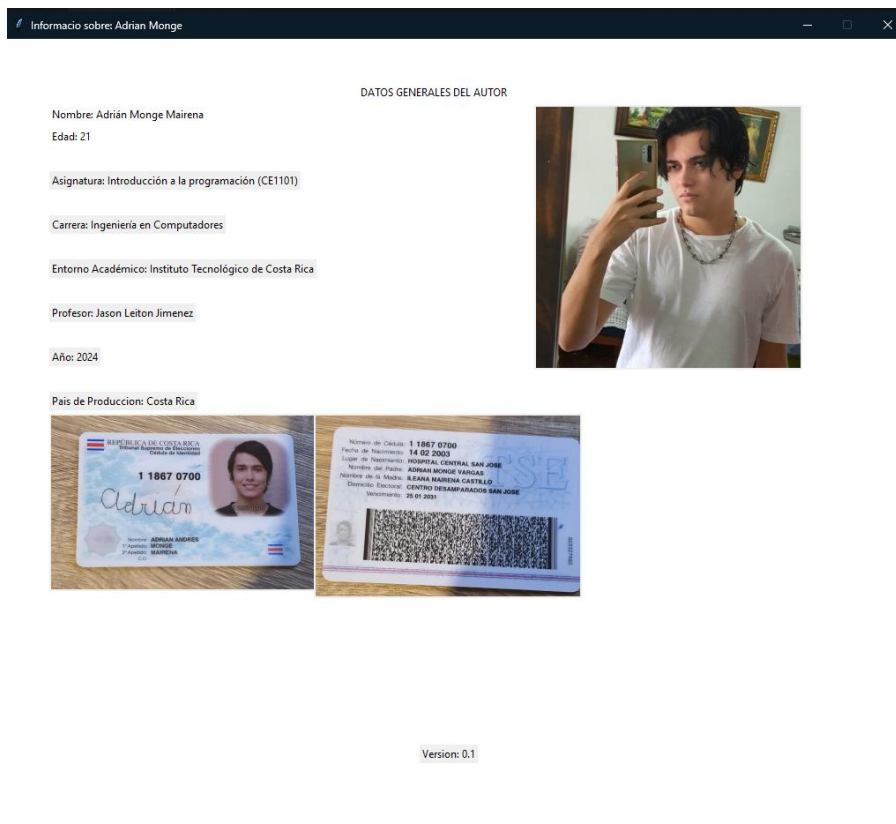 Informacio sobre: Adrian Monge
DATOS GENERALES DEL AUTOR
Nombre: Adrián Monge Mairena
Edad: 21
Asignatura: Introducción a la programación (CE1101)
Carrera: Ingeniería en Computadores
Entorno Académico: Instituto Tecnológico de Costa Rica
Profesor: Jason Leiton Jimenez
Año: 2024
Pais de Produccion: Costa Rica
REPÚBLICA DE COSTA RICA
Tribunal Supremo de Elecciones
Cédula de Identidad
1 1867 0700
Adrián
Nombre: ADRIAN ANDRES
1° Apellido: MONGE
2° Apellido: MAIRENA
C.C.
Número de Cédula: 1 1867 0700
Fecha de Nacimiento: 14 02 2003
Lugar de Nacimiento: HOSPITAL CENTRAL SAN JOSE
Nombre del Padre: ADRIAN MONGE VARGAS
Nombre de la Madre: ILEANA MAIRENA CASTILLO
Domicilio Electoral: CENTRO DESAMPARADOS SAN JOSE
Vencimiento: 25 01 2031
TSE
Version: 0.1